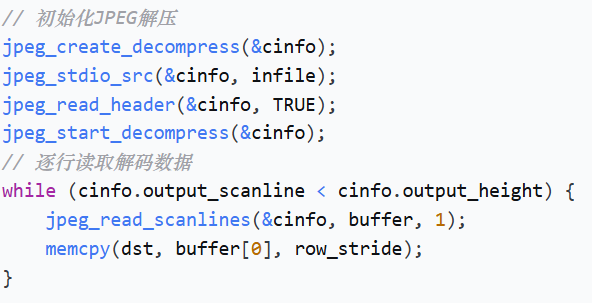 // 初始化JPEG解压
jpeg_create_decompress(&cinfo);
jpeg_stdio_src(&cinfo, infile);
jpeg_read_header(&cinfo, TRUE);
jpeg_start_decompress(&cinfo);
// 逐行读取解码数据
while (cinfo.output_scanline < cinfo.output_height) {
    jpeg_read_scanlines(&cinfo, buffer, 1);
    memcpy(dst, buffer[0], row_stride);
}